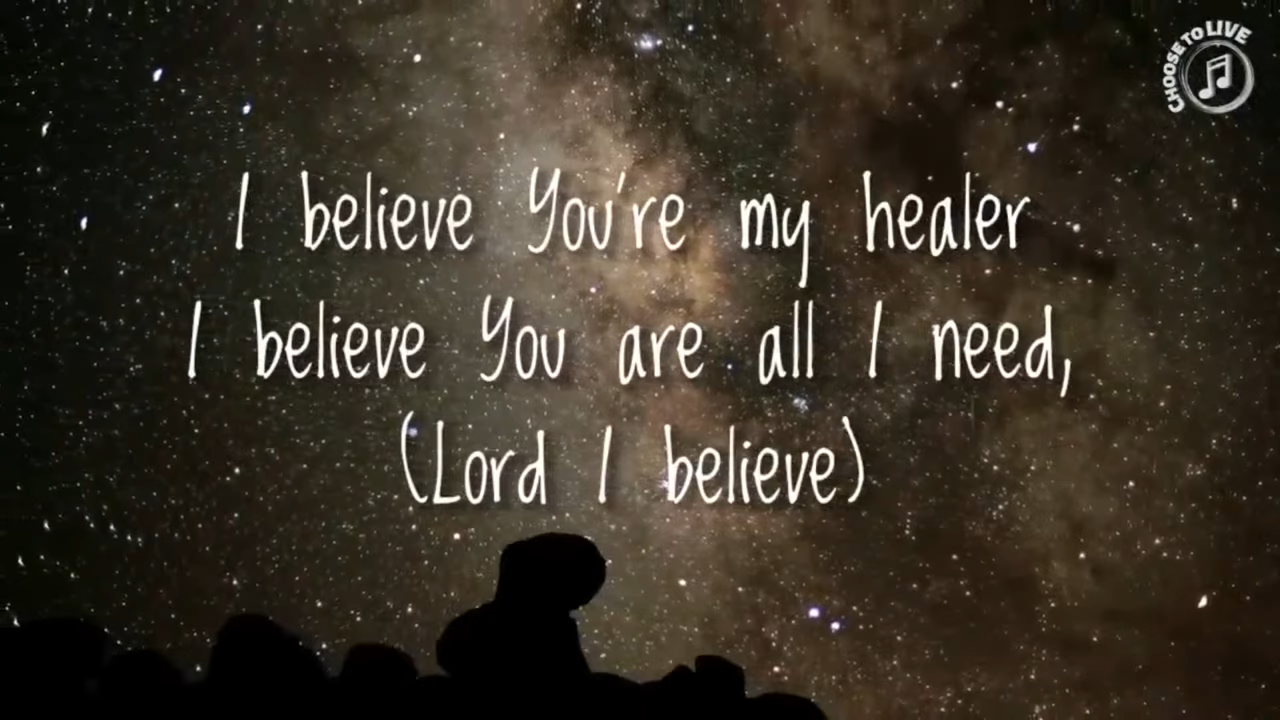 CHOOSE TO LIVE
I believe You're my healer
I believe You are all I need,
(Lord I believe)